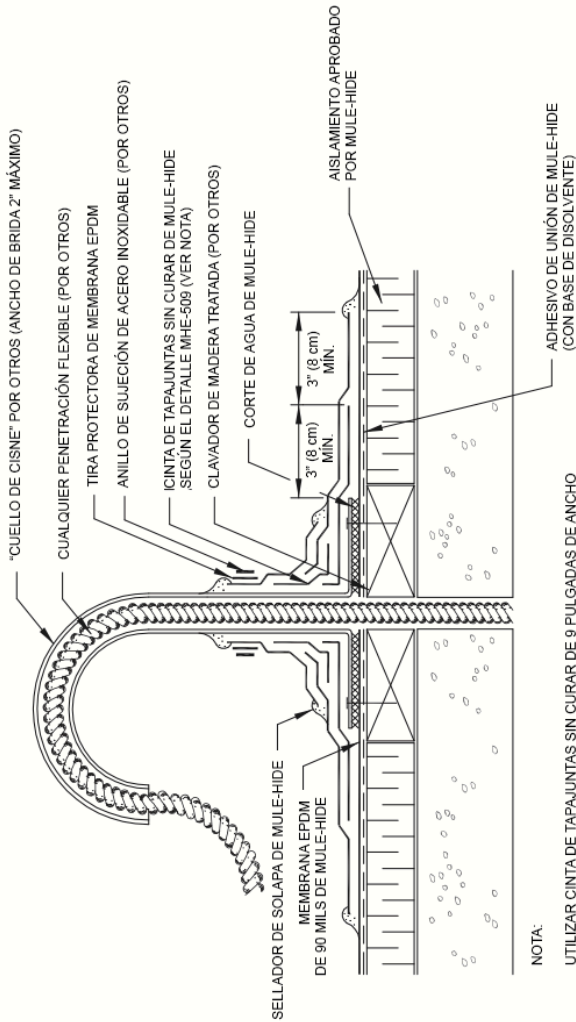 "CUELLO DE CISNE" POR OTROS (ANCHO DE BRIDA 2" MÁXIMO)
CUALQUIER PENETRACIÓN FLEXIBLE (POR OTROS)
TIRA PROTECTORA DE MEMBRANA EPDM
ANILLO DE SUJECIÓN DE ACERO INOXIDABLE (POR OTROS)
ICINTA DE TAPAJUNTAS SIN CURAR DE MULE-HIDE
.SEGÚN EL DETALLE MHE-509 (VER NOTA)
CLAVADOR DE MADERA TRATADA (POR OTROS)
CORTE DE AGUA DE MULE-HIDE
3" (8 cm)
MÍN.
3" (8 cm)
MÍN.
AISLAMIENTO APROBADO
POR MULE-HIDE
SELLADOR DE SOLAPA DE MULE-HIDE
MEMBRANA EPDM
DE 90 MILS DE MULE-HIDE
ADHESIVO DE UNIÓN DE MULE-HIDE
(CON BASE DE DISOLVENTE)
NOTA:
UTILIZAR CINTA DE TAPAJUNTAS SIN CURAR DE 9 PULGADAS DE ANCHO